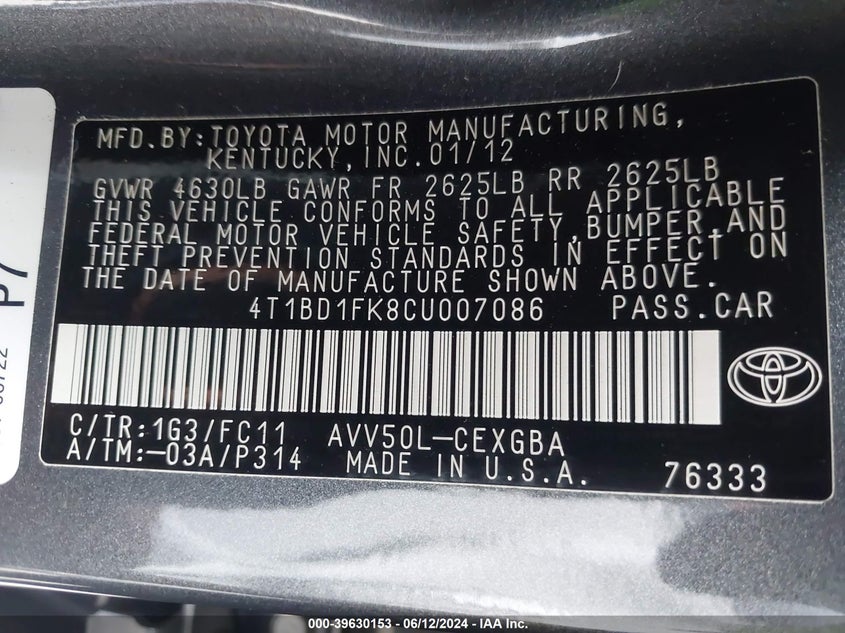 MFD.BY:TOYOTA MOTOR MANUFACTURING,
KENTUCKY,INC.01/12
GVWR 4630LB GAWR FR 2625LB RR 2625LB
THIS VEHICLE CONFORMS TO ALL APPLICABLE
FEDERAL MOTOR VEHICLE SAFETY,BUMPER,AND
THEFT PREVENTION STANDARDS IN EFFECT ON
THE DATE OF MANUFACTURE SHOWN ABOVE.
4T1BD1FK8CU007086 PASS.CAR
C/TR:1G3/FC11 AVV50L-CEXGBA
A/TM:-03A/P314 MADE IN U.S.A. 76333
P7
000-39630153 - 06/12/2024 - IAA Inc.